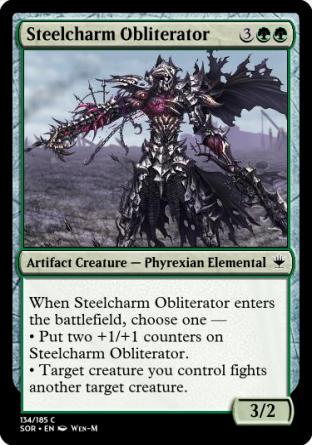 Steelcharm Obliterator 3
Artifact Creature — Phyrexian Elemental
When Steelcharm Obliterator enters
the battlefield, choose one —
• Put two +1/+1 counters on
Steelcharm Obliterator.
• Target creature you control fights
another target creature.
3/2
134/185 C
SOR • EN Wen-M